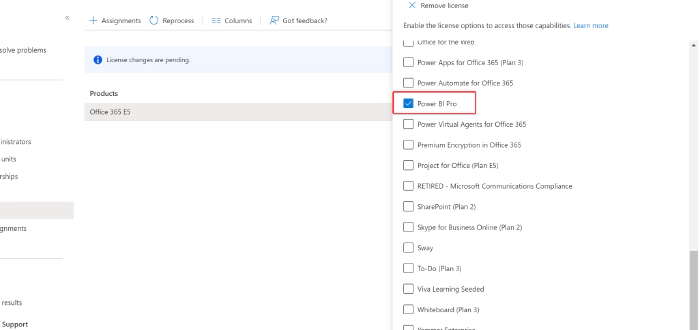 «
Assignments
Reprocess
Columns
Got feedback?
solve problems
License changes are pending.
Products
Office 365 E5
inistrators
units
rships
gnments
results
Support
Remove license
Enable the license options to access those capabilities. Learn more
Office for the Web
Power Apps for Office 365 (Plan 3)
Power Automate for Office 365
Power BI Pro
Power Virtual Agents for Office 365
Premium Encryption in Office 365
Project for Office (Plan E5)
RETIRED - Microsoft Communications Compliance
SharePoint (Plan 2)
Skype for Business Online (Plan 2)
Sway
To-Do (Plan 3)
Viva Learning Seeded
Whiteboard (Plan 3)
Yammer Enterprise